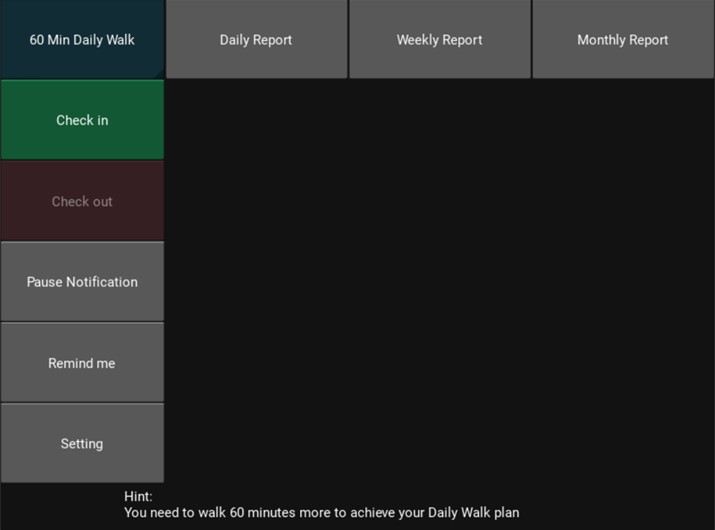 60 Min Daily Walk
Daily Report
Weekly Report
Monthly Report
Check in
Check out
Pause Notification
Remind me
Setting
Hint:
You need to walk 60 minutes more to achieve your Daily Walk plan